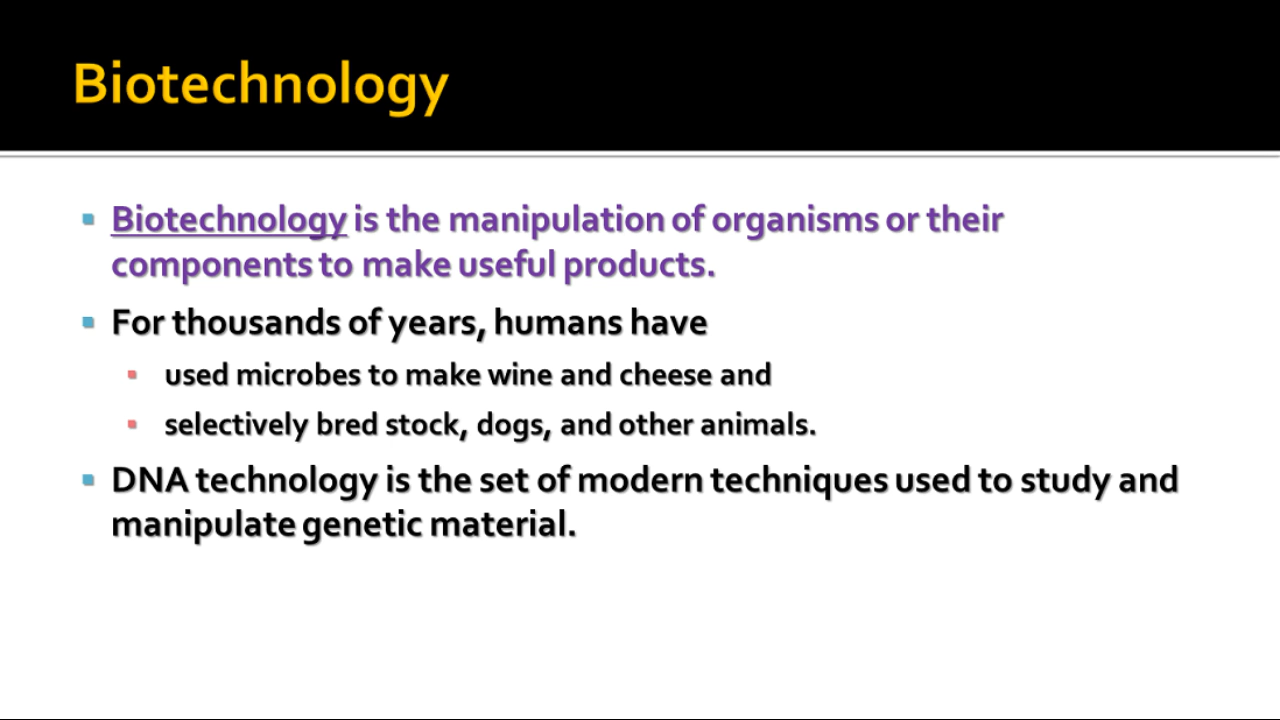 Biotechnology
Biotechnology is the manipulation of organisms or their
components to make useful products.
For thousands of years, humans have
used microbes to make wine and cheese and
selectively bred stock, dogs, and other animals.
DNA technology is the set of modern techniques used to study and
manipulate genetic material.